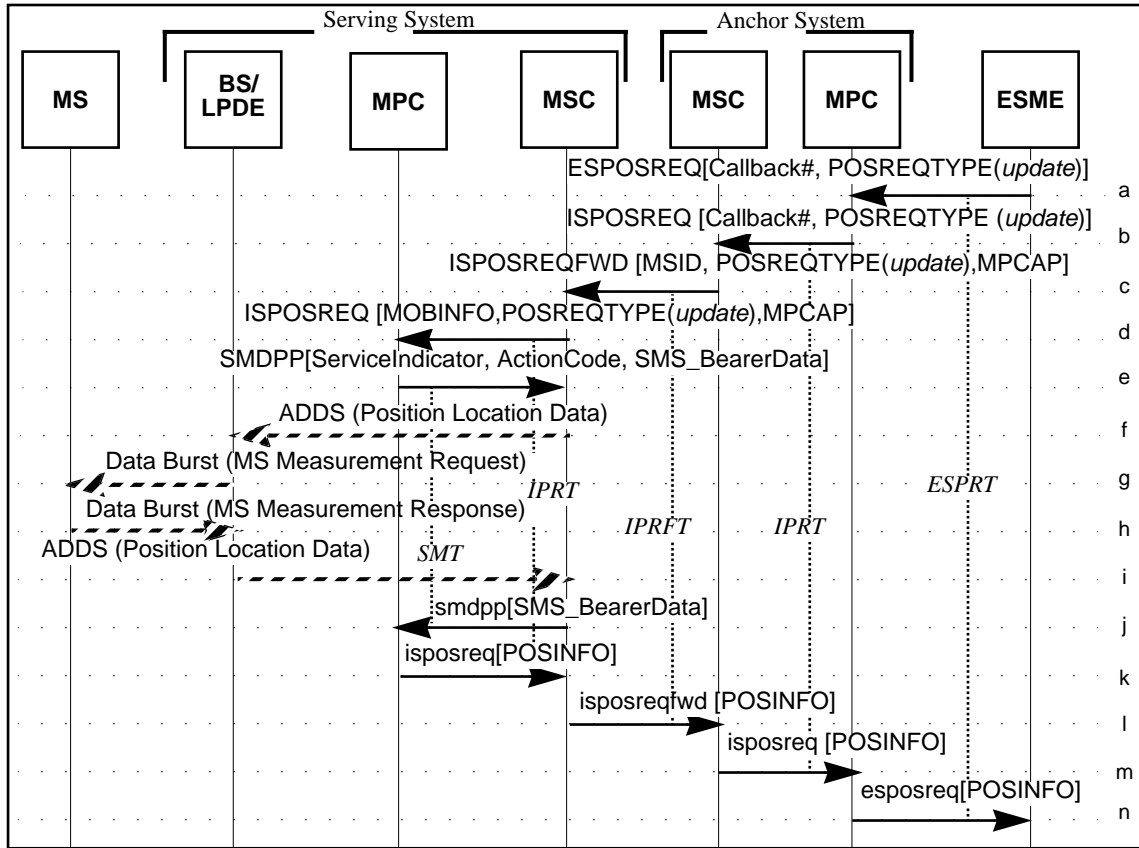 Serving System
Anchor System
MS
BS/
LPDE
MPC
MSC
MSC
MPC
ESME
ESPOSREQ[Callback#, POSREQTYPE(update)]
a
ISPOSREQ [Callback#, POSREQTYPE (update)]
b
ISPOSREQFWD [MSID, POSREQTYPE(update),MPCAP]
c
ISPOSREQ [MOBINFO,POSREQTYPE(update),MPCAP]
d
SMDPP[ServiceIndicator, ActionCode, SMS_BearerData]
e
ADDS (Position Location Data)
f
Data Burst (MS Measurement Request)
g
IPRT
ESPRT
Data Burst (MS Measurement Response)
h
IPRFT
IPRT
ADDS (Position Location Data)
SMT
i
smdpp[SMS_BearerData]
j
isposreq[POSINFO]
k
isposreqfwd [POSINFO]
l
isposreq [POSINFO]
m
esposreq[POSINFO]
n